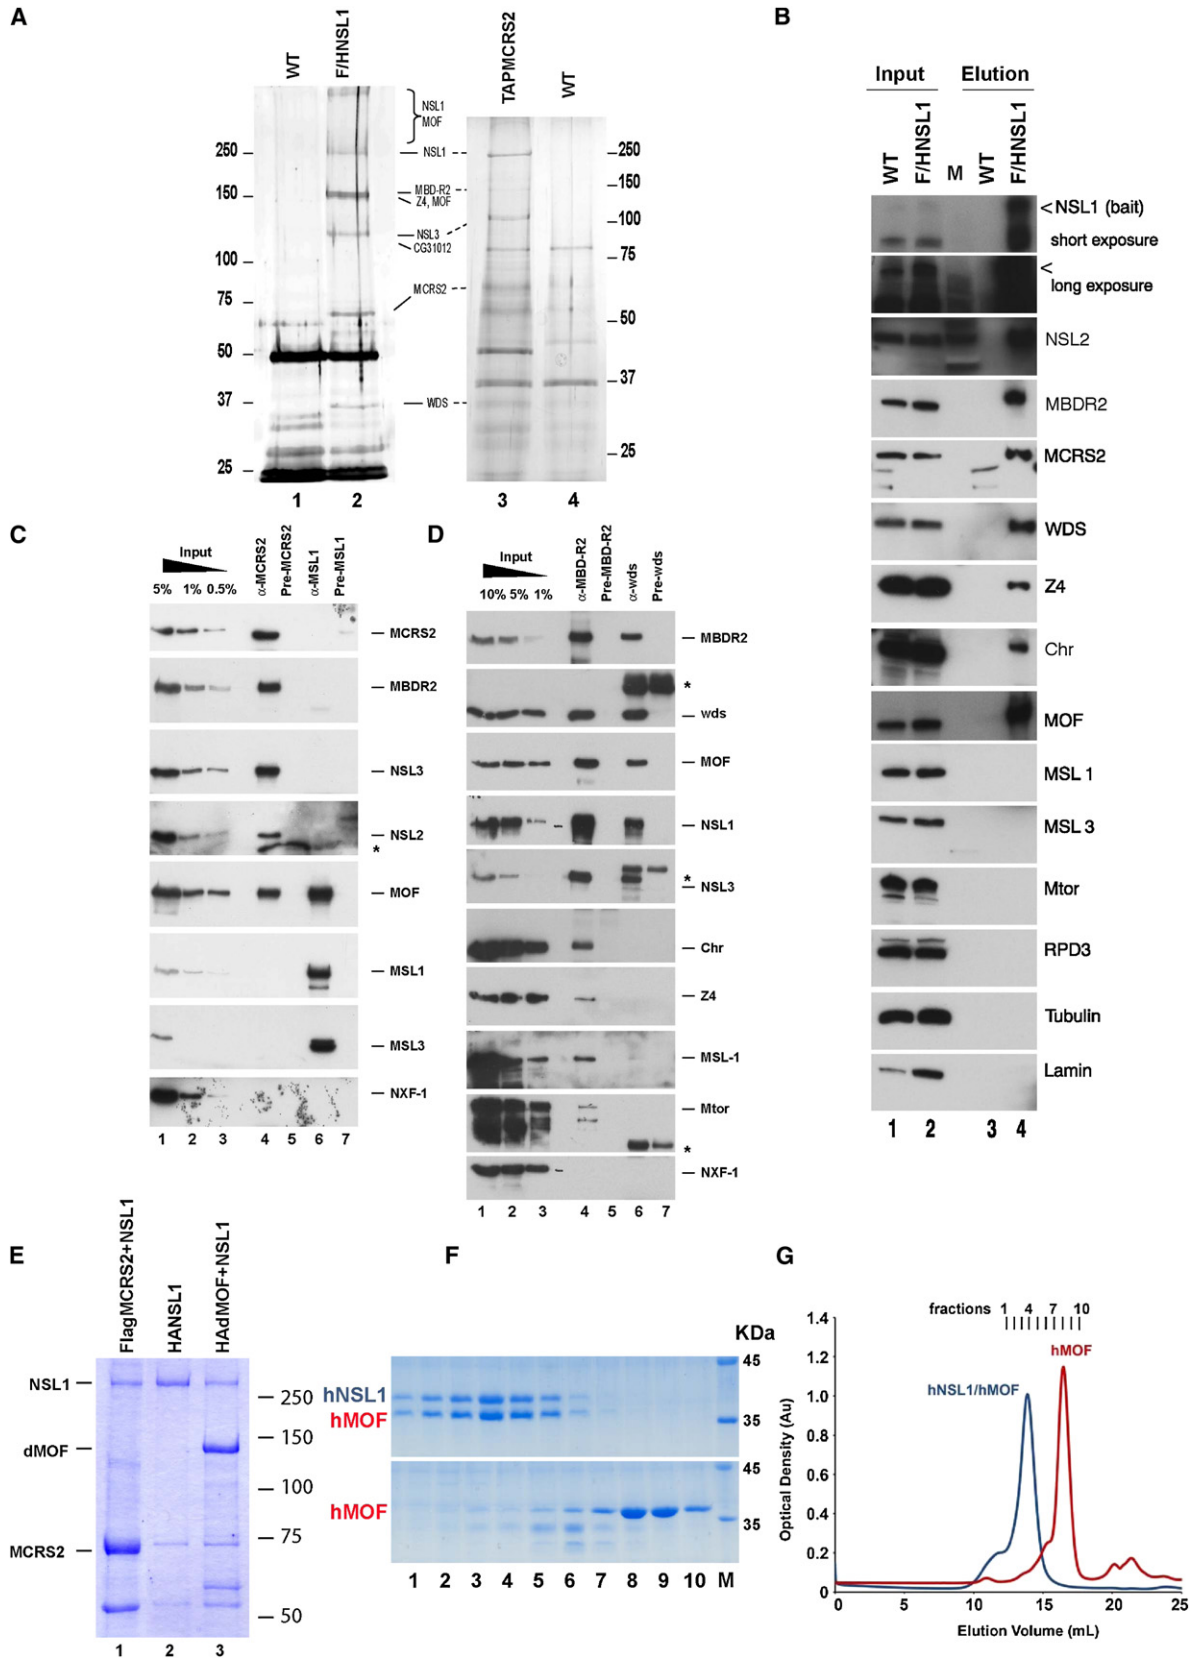 A
WT
F/HNSL1
TAPMCRS2
WT
250
150
100
75
50
37
25
NSL1
MOF
NSL1
MBD-R2
Z4, MOF
NSL3
CG31012
MCRS2
WDS
250
150
100
75
50
37
25
1 2 3 4
B
Input Elution
WT F/HNSL1 M WT F/HNSL1
<NSL1 (bait)
short exposure
<
long exposure
NSL2
MBDR2
MCRS2
WDS
Z4
Chr
MOF
MSL 1
MSL 3
Mtor
RPD3
Tubulin
Lamin
1 2 3 4
C
Input
5% 1% 0.5%
α-MCRS2 Pre-MCRS2 α-MSL1 Pre-MSL1
MCRS2
MBDR2
NSL3
NSL2
*
MOF
MSL1
MSL3
NXF-1
1 2 3 4 5 6 7
D
Input
10% 5% 1%
α-MBD-R2 Pre-MBD-R2 α-wds Pre-wds
MBDR2
*
wds
MOF
NSL1
*
NSL3
Chr
Z4
MSL-1
Mtor
*
NXF-1
1 2 3 4 5 6 7
E
FlagMCRS2+NSL1
HANSL1
HAdMOF+NSL1
NSL1
dMOF
MCRS2
250
150
100
75
50
1 2 3
F
KDa
hNSL1
hMOF
45
35
hMOF
45
35
1 2 3 4 5 6 7 8 9 10 M
G
fractions 1 4 7 10
hMOF
hNSL1/hMOF
Optical Density (Au)
1.4
1.2
1.0
0.8
0.6
0.4
0.2
0
0 5 10 15 20 25
Elution Volume (mL)